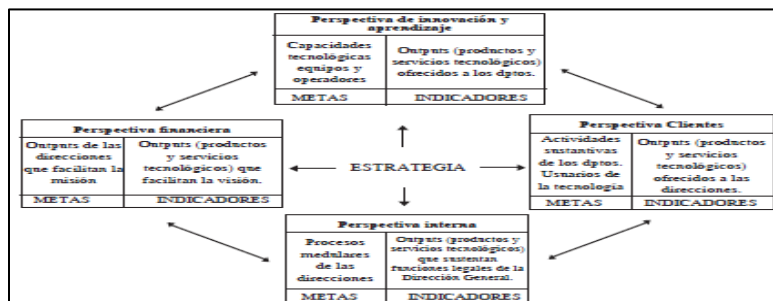 Perspectiva de innovación y
aprendizaje
Capacidades
tecnológicas
equipos y
operadores
Outputs (productos y
servicios tecnológicos)
ofrecidos a los dptos.
METAS
INDICADORES
Perspectiva financiera
Outputs de las
direcciones
que facilitan la
misión
Outputs (productos
y servicios
tecnológicos) que
facilitan la visión.
METAS
INDICADORES
ESTRATEGIA
Perspectiva Clientes
Actividades
sustantivas
de los dptos.
Usuarios de
la tecnología
Outputs (productos
y servicios
tecnológicos)
ofrecidos a las
direcciones.
METAS
INDICADORES
Perspectiva interna
Procesos
medulares
de las
direcciones
Outputs (productos y
servicios tecnológicos)
que sustentan
funciones legales de la
Dirección General.
METAS
INDICADORES